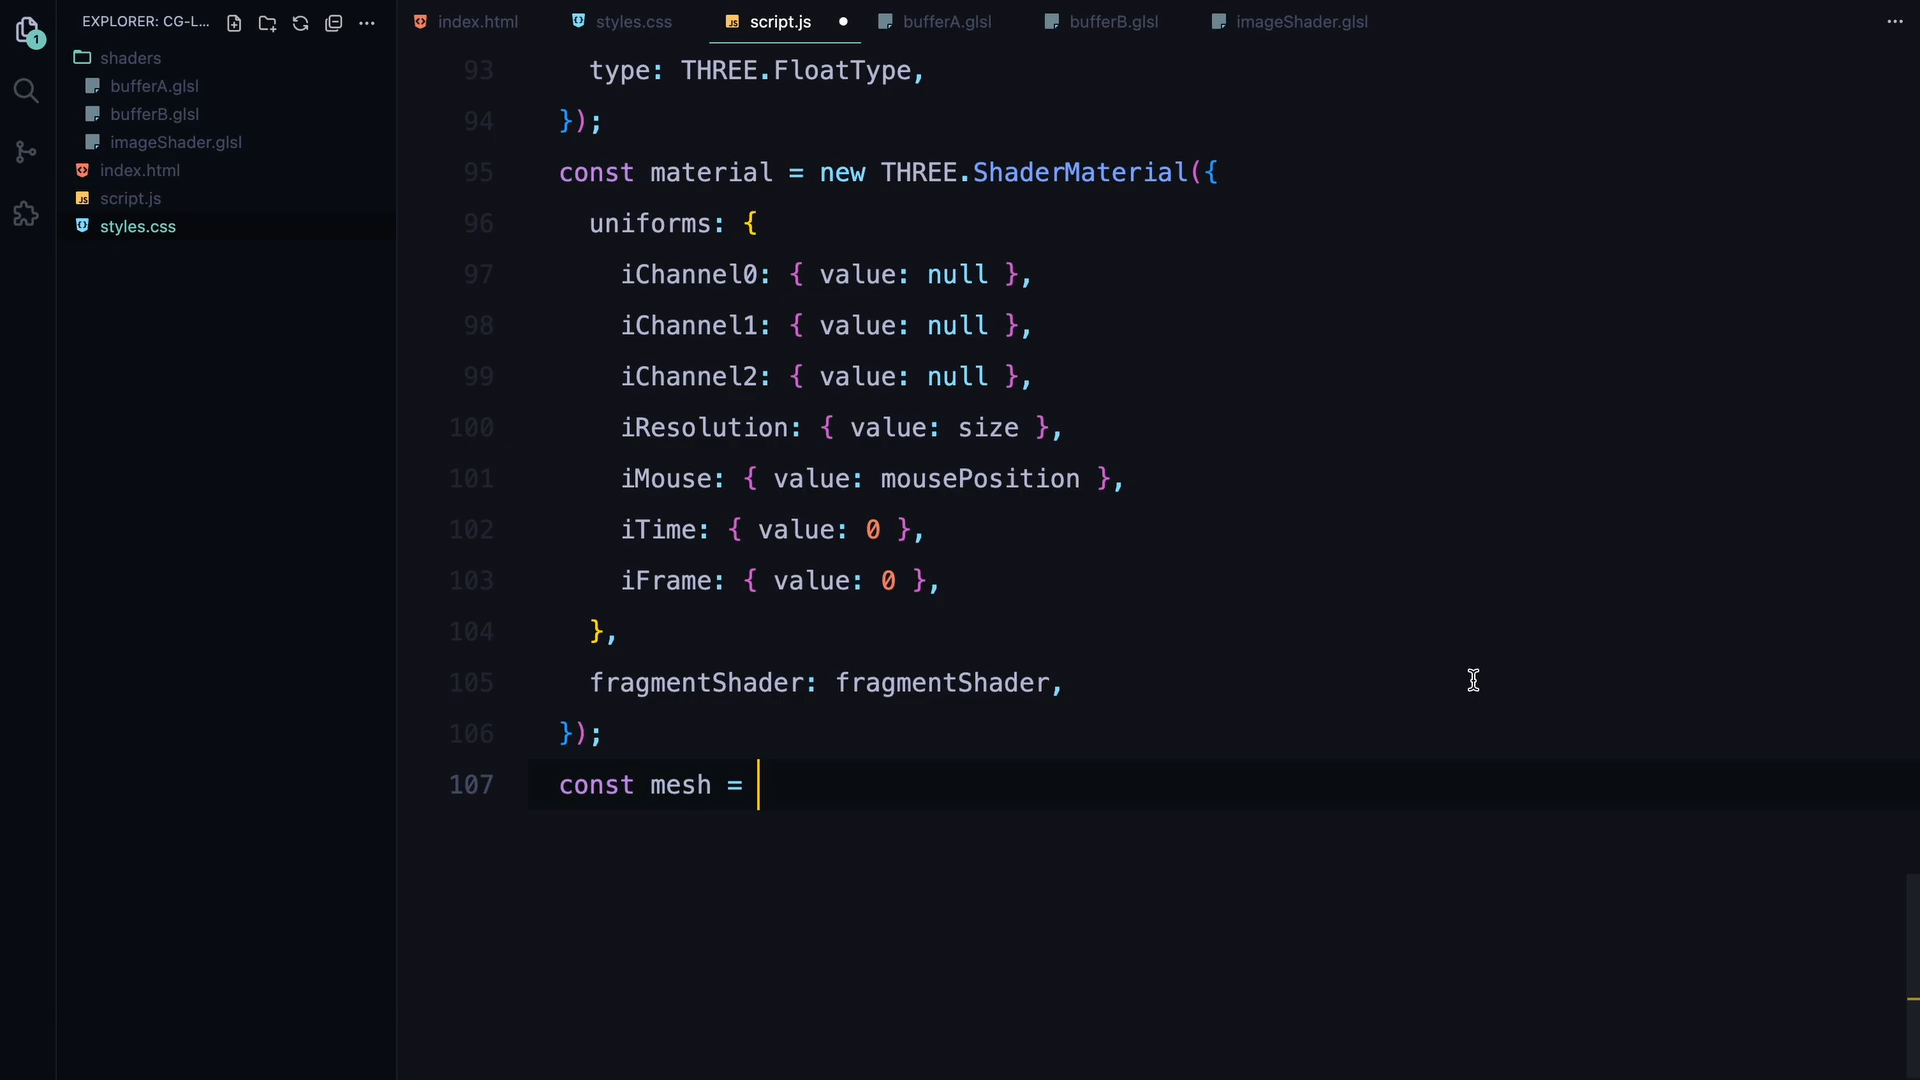 EXPLORER: CG-L...
shaders
bufferA.glsl
bufferB.glsl
imageShader.glsl
index.html
script.js
styles.css
1
index.html
styles.css
script.js
bufferA.glsl
bufferB.glsl
imageShader.glsl
93 type: THREE.FloatType,
94 });
95 const material = new THREE.ShaderMaterial({
96 uniforms: {
97 iChannel0: { value: null },
98 iChannel1: { value: null },
99 iChannel2: { value: null },
100 iResolution: { value: size },
101 iMouse: { value: mousePosition },
102 iTime: { value: 0 },
103 iFrame: { value: 0 },
104 },
105 fragmentShader: fragmentShader,
106 });
107 const mesh =